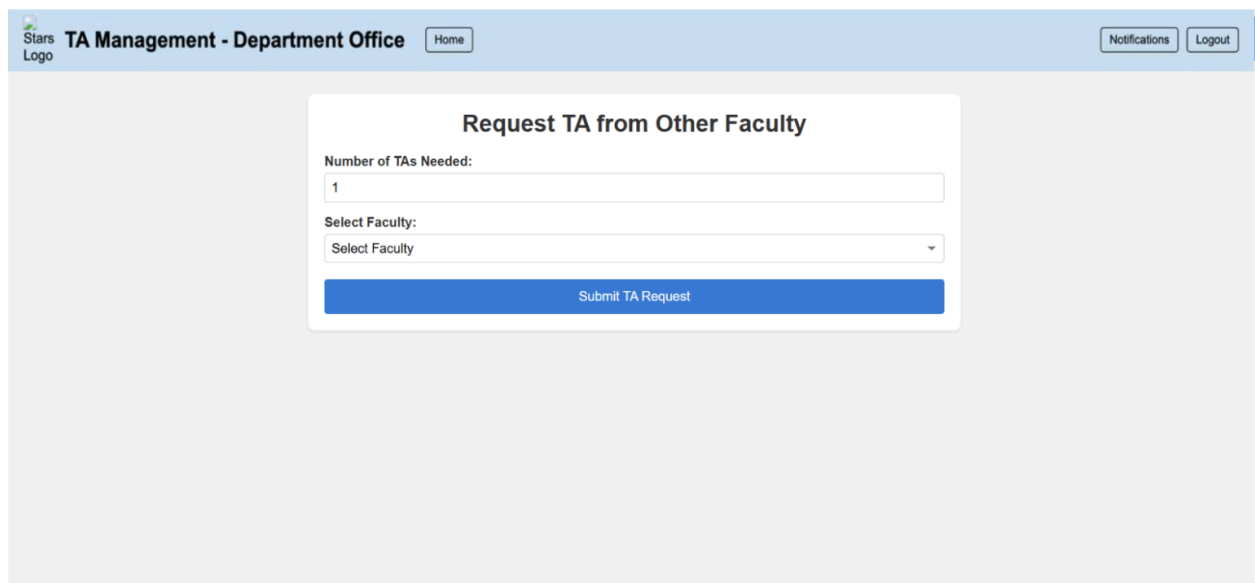 Stars Logo TA Management - Department Office Home Notifications Logout
Request TA from Other Faculty
Number of TAs Needed:
1
Select Faculty:
Select Faculty
Submit TA Request